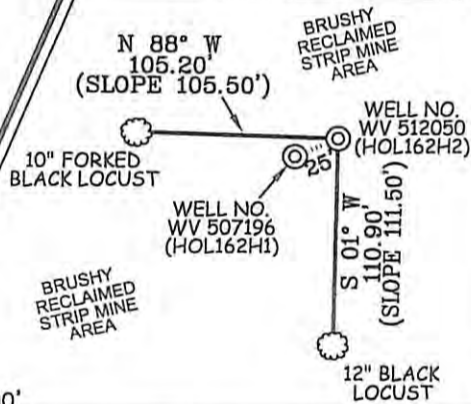 N 88° W
105.20'
(SLOPE 105.50')
BRUSHY
RECLAIMED
STRIP MINE
AREA
WELL NO.
WV 512050
(HOL162H2)
10" FORKED
BLACK LOCUST
25'
WELL NO.
WV 507196
(HOL162H1)
S 01° W
110.90'
(SLOPE 111.50')
BRUSHY
RECLAIMED
STRIP MINE
AREA
12" BLACK
LOCUST
0'